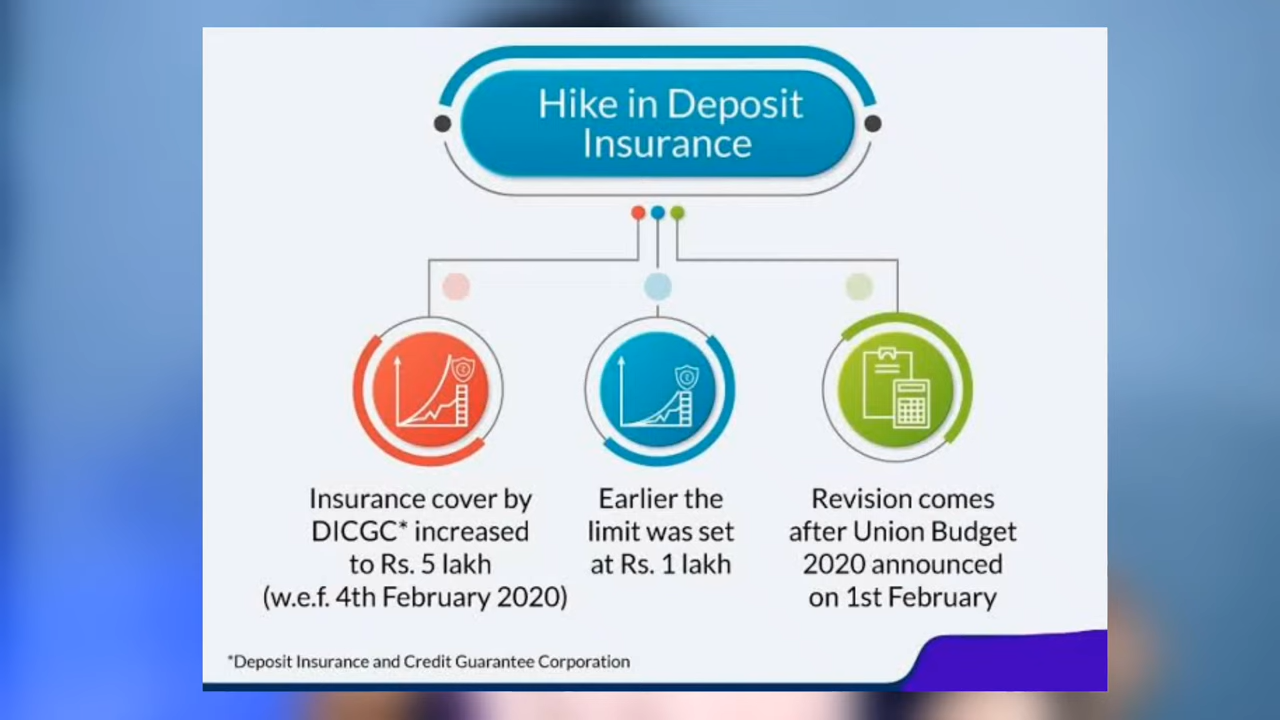 Hike in Deposit
Insurance
Insurance cover by
DICGC* increased
to Rs. 5 lakh
(w.e.f. 4th February 2020)
Earlier the
limit was set
at Rs. 1 lakh
Revision comes
after Union Budget
2020 announced
on 1st February
*Deposit Insurance and Credit Guarantee Corporation